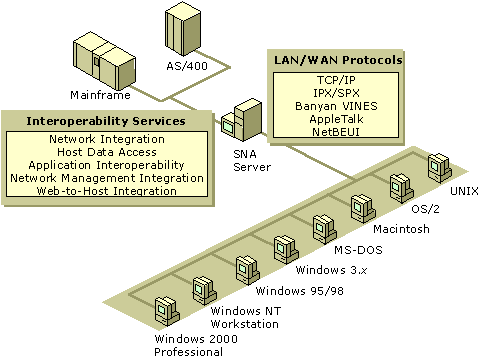 AS/400
Mainframe
LAN/WAN Protocols
TCP/IP
IPX/SPX
Banyan VINES
AppleTalk
NetBEUI
Interoperability Services
Network Integration
Host Data Access
Application Interoperability
Network Management Integration
Web-to-Host Integration
SNA
Server
UNIX
OS/2
Macintosh
MS-DOS
Windows 3.x
Windows 95/98
Windows NT
Workstation
Windows 2000
Professional